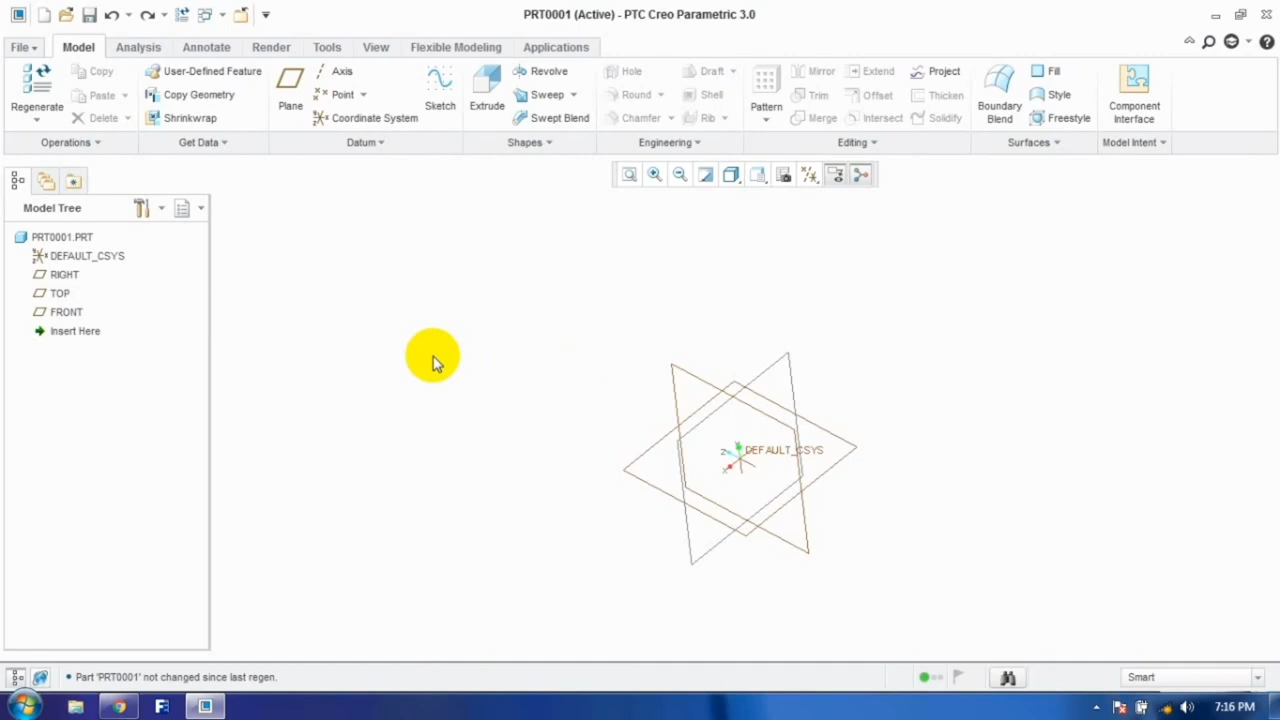 PRT0001 (Active) - PTC Creo Parametric 3.0
File Model Analysis Annotate Render Tools View Flexible Modeling Applications
Regenerate
Copy
Paste
Delete
Operations
User-Defined Feature
Copy Geometry
Shrinkwrap
Get Data
Plane
Axis
Point
Coordinate System
Datum
Sketch
Extrude
Revolve
Sweep
Swept Blend
Shapes
Hole
Round
Chamfer
Draft
Shell
Rib
Engineering
Pattern
Mirror
Trim
Merge
Extend
Offset
Intersect
Project
Thicken
Solidify
Editing
Boundary
Blend
Fill
Style
Freestyle
Surfaces
Component
Interface
Model Intent
Model Tree
PRT0001.PRT
DEFAULT_CSYS
RIGHT
TOP
FRONT
Insert Here
Y
Z
X
DEFAULT_CSYS
Part 'PRT0001' not changed since last regen.
Smart
7:16 PM